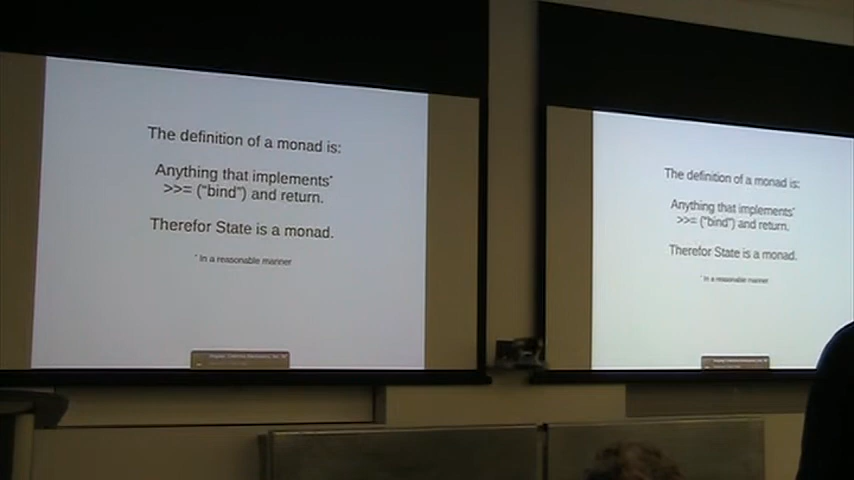 The definition of a monad is:
Anything that implements*
>>= ("bind") and return.
Therefor State is a monad.
* In a reasonable manner
The definition of a monad is:
Anything that implements*
>>= ("bind") and return.
Therefor State is a monad.
* In a reasonable manner